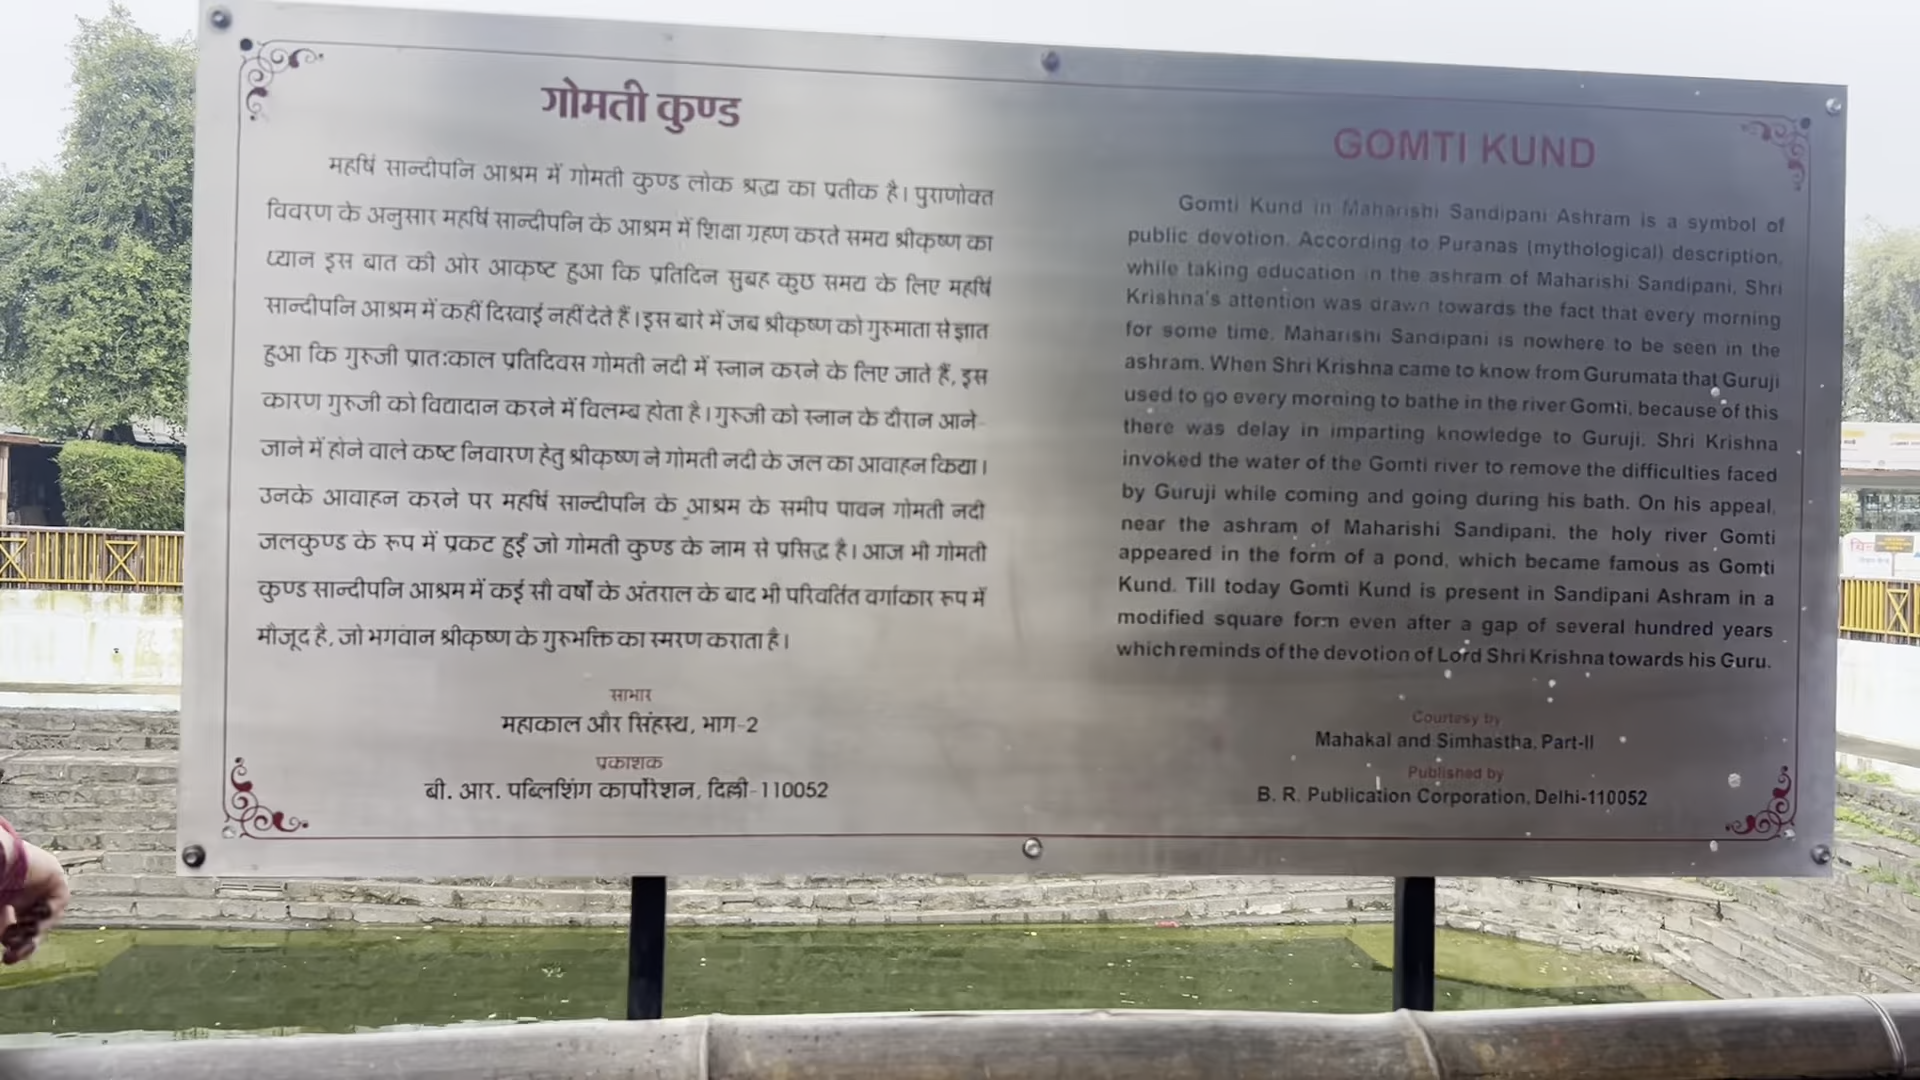 गोमती कुण्ड
महर्षि सान्दीपनि आश्रम में गोमती कुण्ड लोक श्रद्धा का प्रतीक है। पुराणोक्त
विवरण के अनुसार महर्षि सान्दीपनि के आश्रम में शिक्षा ग्रहण करते समय श्रीकृष्ण का
ध्यान इस बात की ओर आकृष्ट हुआ कि प्रतिदिन सुबह कुछ समय के लिए महर्षि
सान्दीपनि आश्रम में कहीं दिखाई नहीं देते हैं। इस बारे में जब श्रीकृष्ण को गुरुमाता से ज्ञात
हुआ कि गुरुजी प्रातःकाल प्रतिदिवस गोमती नदी में स्नान करने के लिए जाते हैं, इस
कारण गुरुजी को विद्यादान करने में विलम्ब होता है। गुरुजी को स्नान के दौरान आने-
जाने में होने वाले कष्ट निवारण हेतु श्रीकृष्ण ने गोमती नदी के जल का आवाहन किया।
उनके आवाहन करने पर महर्षि सान्दीपनि के आश्रम के समीप पावन गोमती नदी
जलकुण्ड के रूप में प्रकट हुई जो गोमती कुण्ड के नाम से प्रसिद्ध है। आज भी गोमती
कुण्ड सान्दीपनि आश्रम में कई सौ वर्षों के अंतराल के बाद भी परिवर्तित वर्गाकार रूप में
मौजूद है, जो भगवान श्रीकृष्ण के गुरुभक्ति का स्मरण कराता है।
साभार
महाकाल और सिंहस्थ, भाग-2
प्रकाशक
बी. आर. पब्लिशिंग कार्पोरेशन, दिल्ली-110052
GOMTI KUND
Gomti Kund in Maharishi Sandipani Ashram is a symbol of
public devotion. According to Puranas (mythological) description,
while taking education in the ashram of Maharishi Sandipani, Shri
Krishna's attention was drawn towards the fact that every morning
for some time, Maharishi Sandipani is nowhere to be seen in the
ashram. When Shri Krishna came to know from Gurumata that Guruji
used to go every morning to bathe in the river Gomti, because of this
there was delay in imparting knowledge to Guruji. Shri Krishna
invoked the water of the Gomti river to remove the difficulties faced
by Guruji while coming and going during his bath. On his appeal,
near the ashram of Maharishi Sandipani, the holy river Gomti
appeared in the form of a pond, which became famous as Gomti
Kund. Till today Gomti Kund is present in Sandipani Ashram in a
modified square form even after a gap of several hundred years
which reminds of the devotion of Lord Shri Krishna towards his Guru.
Courtesy by
Mahakal and Simhastha, Part-II
Published by
B. R. Publication Corporation, Delhi-110052